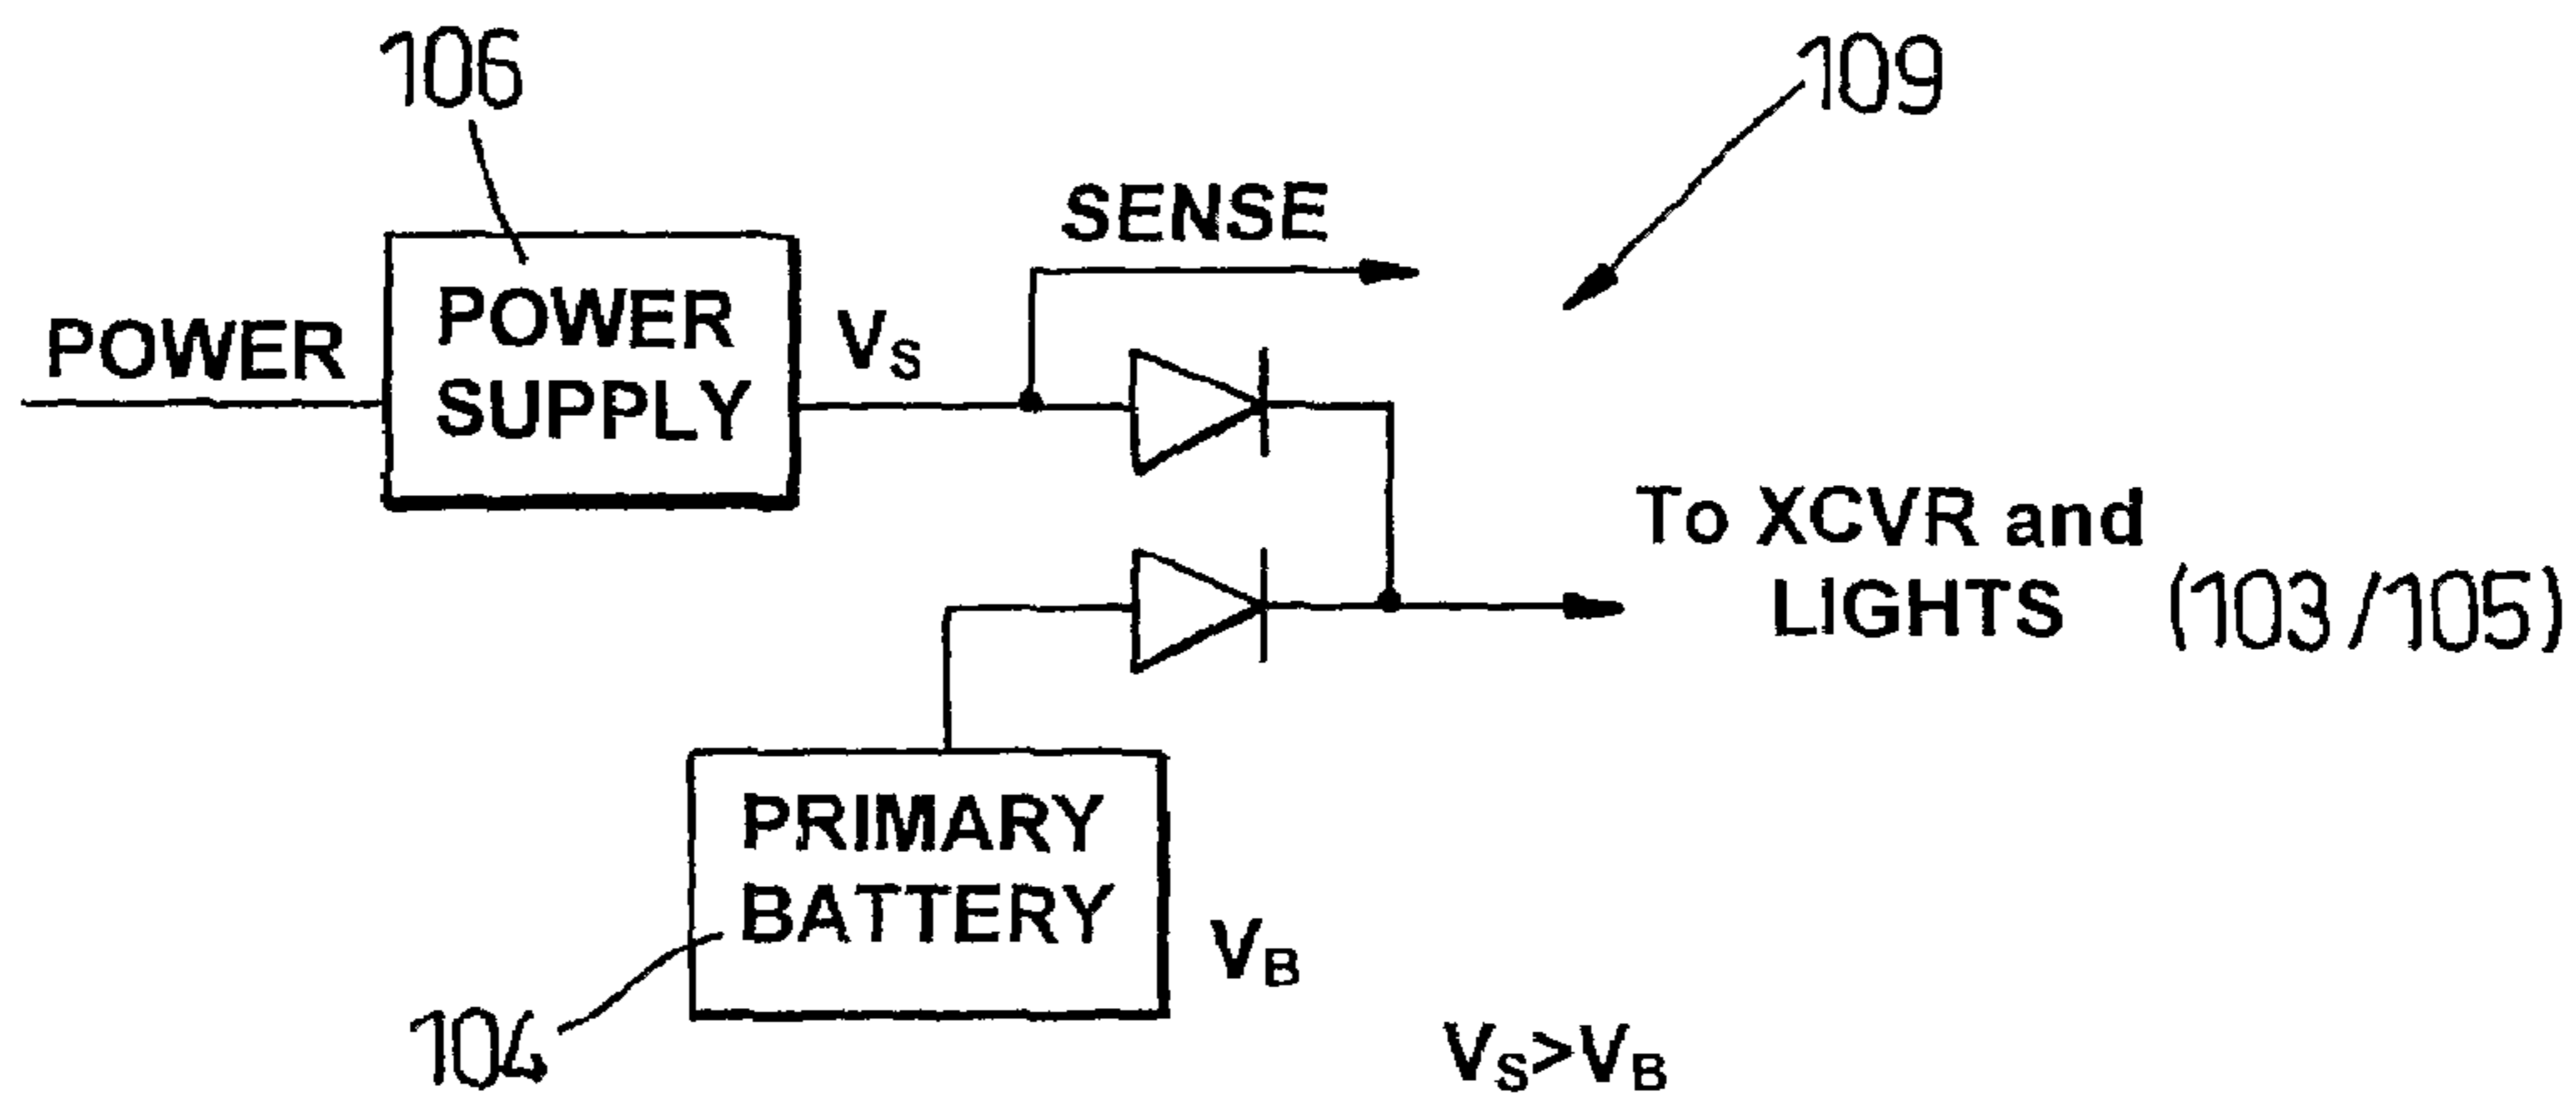 106
109
SENSE
POWER
POWER
SUPPLY
VS
To XCVR and
LIGHTS (103/105)
PRIMARY
BATTERY
VB
104
VS>VB